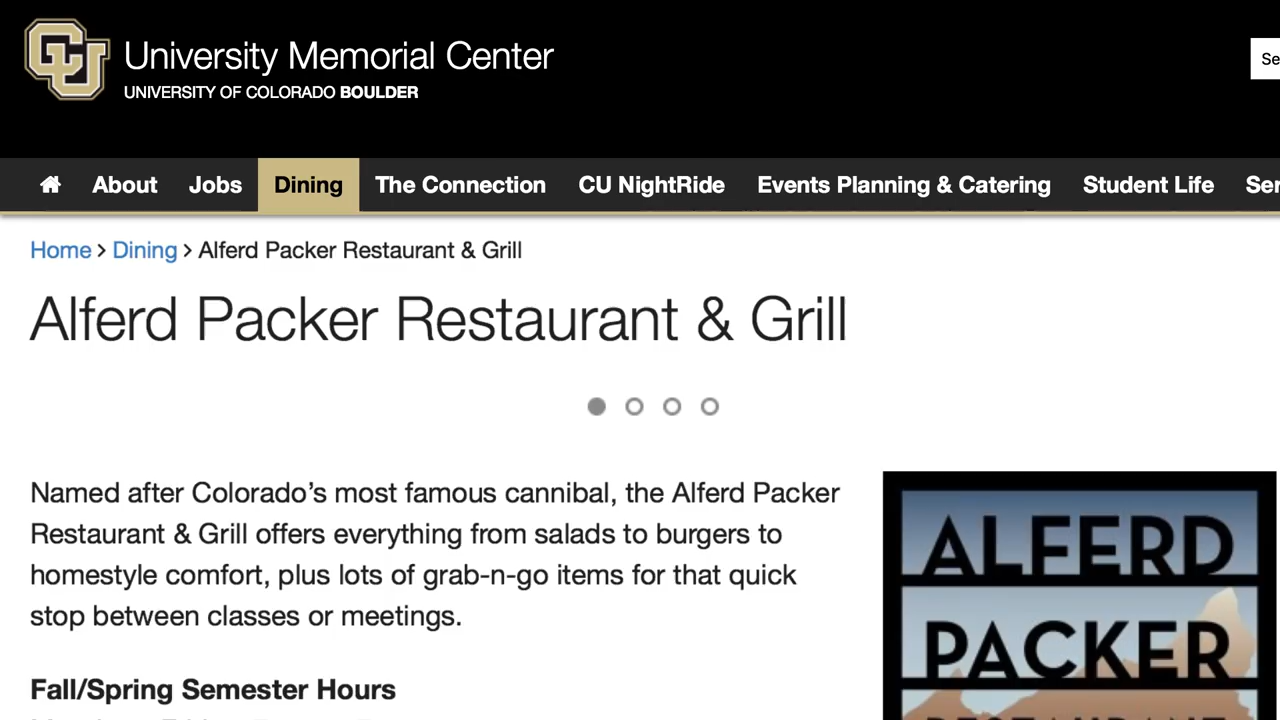 CU
University Memorial Center
UNIVERSITY OF COLORADO BOULDER
About Jobs Dining The Connection CU NightRide Events Planning & Catering Student Life
Home > Dining > Alferd Packer Restaurant & Grill
Alferd Packer Restaurant & Grill
Named after Colorado’s most famous cannibal, the Alferd Packer
Restaurant & Grill offers everything from salads to burgers to
homestyle comfort, plus lots of grab-n-go items for that quick
stop between classes or meetings.
Fall/Spring Semester Hours
ALFERD
PACKER